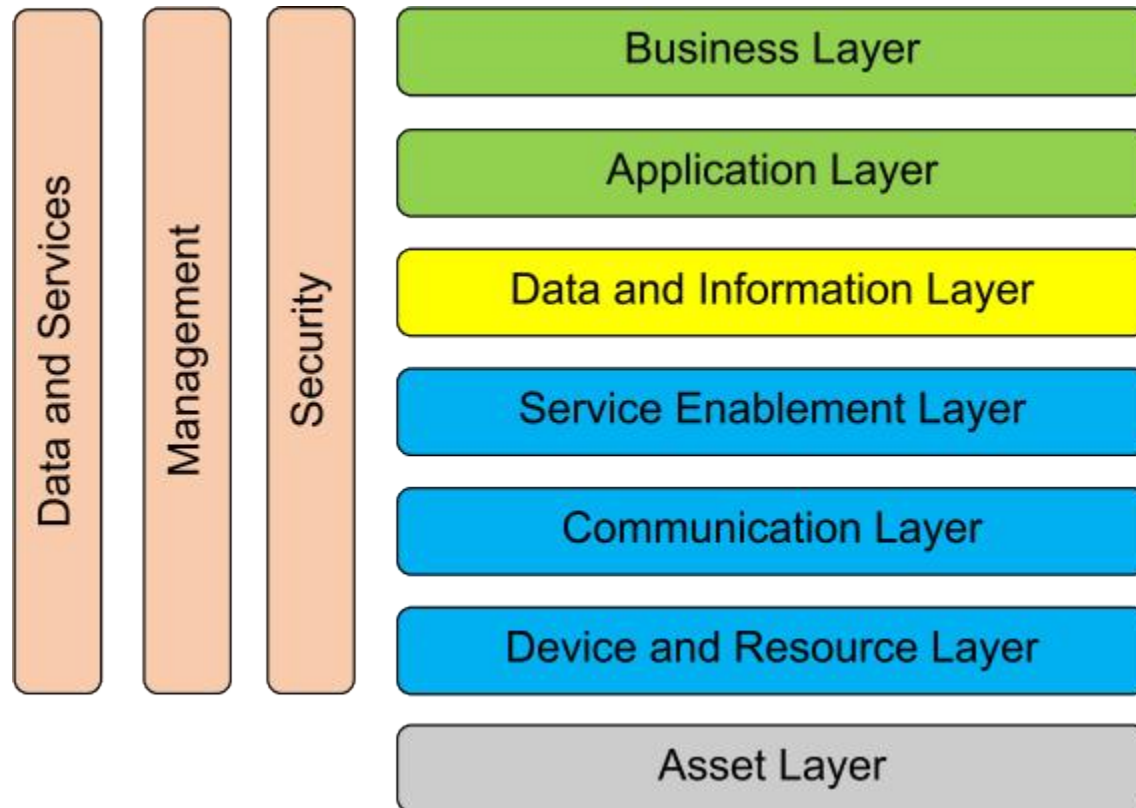 Data and Services
Management
Security
Business Layer
Application Layer
Data and Information Layer
Service Enablement Layer
Communication Layer
Device and Resource Layer
Asset Layer